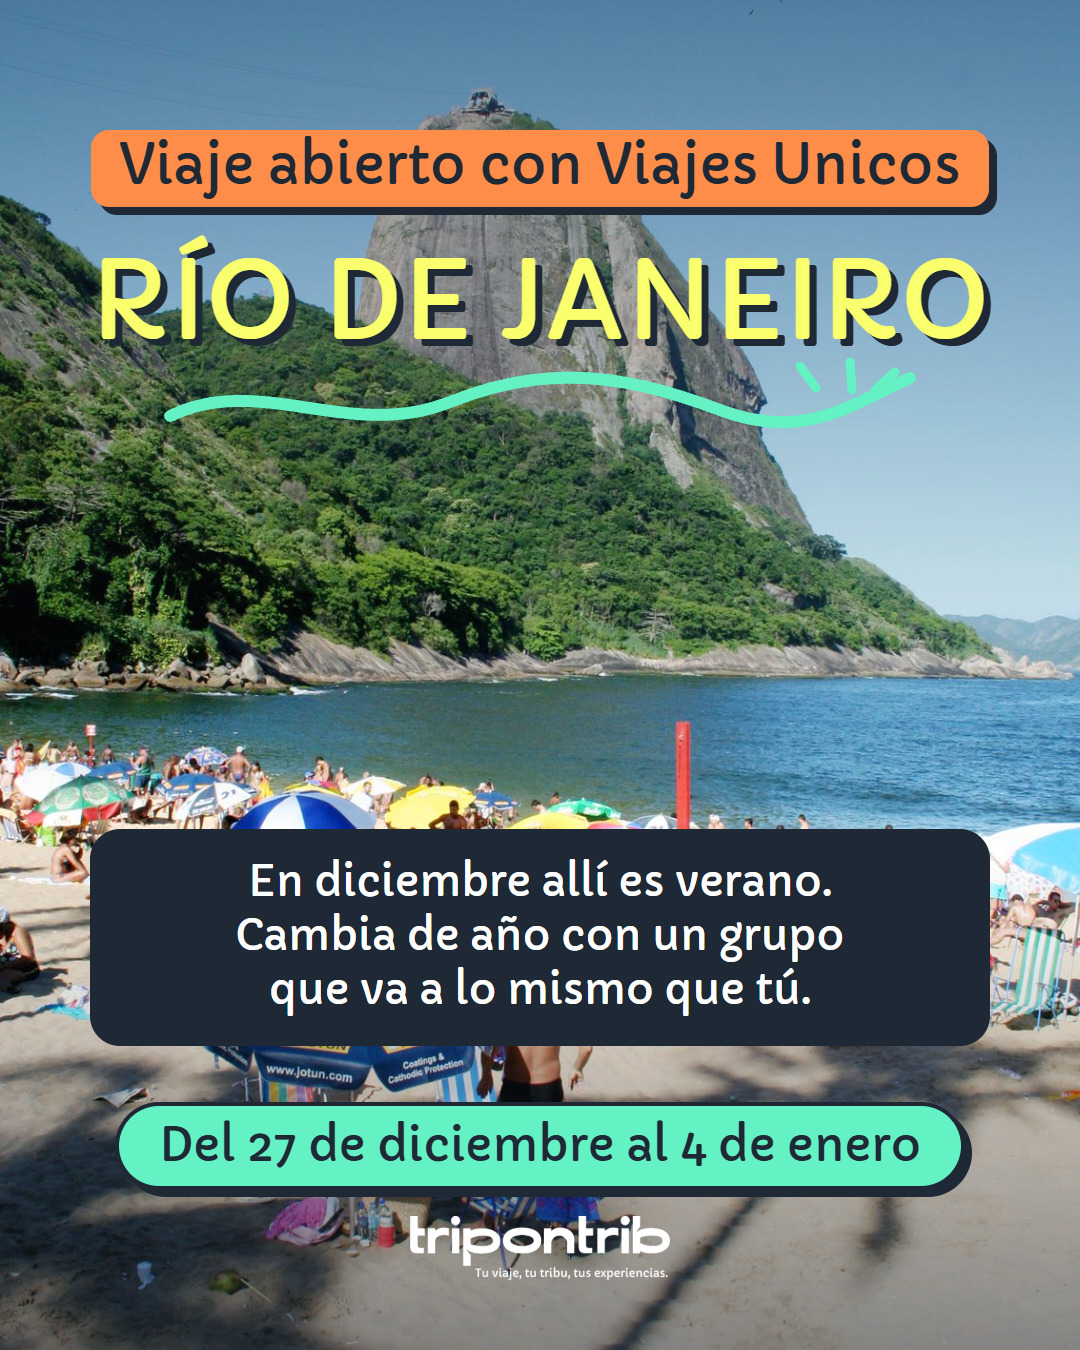 Viaje abierto con Viajes Unicos
RÍO DE JANEIRO
En diciembre allí es verano.
Cambia de año con un grupo
que va a lo mismo que tú.
www.jotun.com
Coatings &
Cathodic Protection
Del 27 de diciembre al 4 de enero
tripontrib
Tu viaje, tu tribu, tus experiencias.